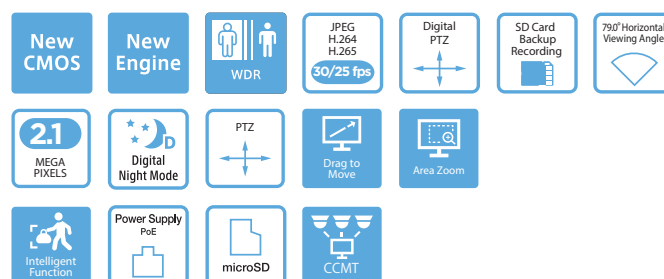 New
CMOS
New
Engine
WDR
JPEG
H.264
H.265
30/25 fps
Digital
PTZ
SD Card
Backup
Recording
79.0° Horizontal
Viewing Angle
2.1
MEGA
PIXELS
D
Digital
Night Mode
PTZ
Drag to
Move
Area Zoom
Intelligent
Function
Power Supply
PoE
microSD
CCMT